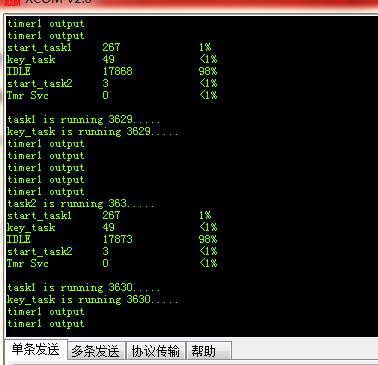 XCOM V2.0
timer1 output
timer1 output
start_task1 267 1%
key_task 49 <1%
IDLE 17868 98%
start_task2 3 <1%
Tmr Svc 0 <1%
task1 is running 3629.....
key_task is running 3629.....
timer1 output
timer1 output
timer1 output
timer1 output
timer1 output
task2 is running 363.....
start_task1 267 1%
key_task 49 <1%
IDLE 17873 98%
start_task2 3 <1%
Tmr Svc 0 <1%
task1 is running 3630.....
key_task is running 3630.....
timer1 output
timer1 output
单条发送 多条发送 协议传输 帮助